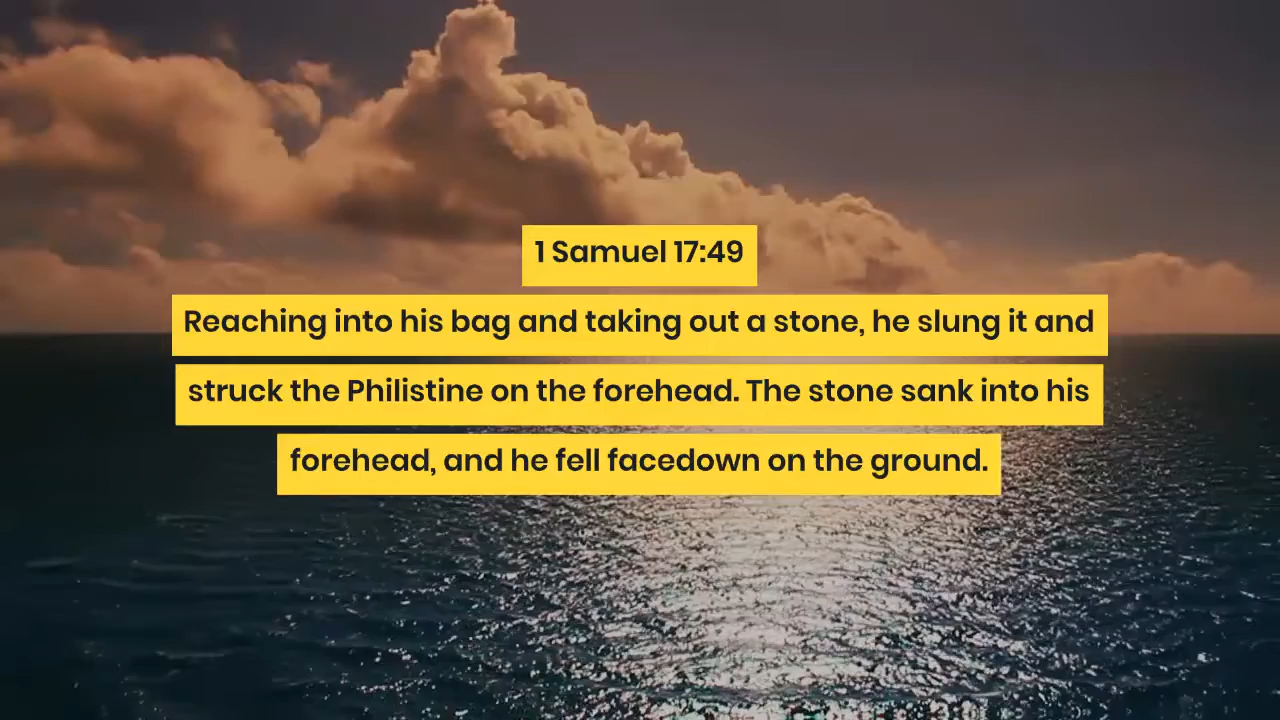 1 Samuel 17:49
Reaching into his bag and taking out a stone, he slung it and
struck the Philistine on the forehead. The stone sank into his
forehead, and he fell facedown on the ground.